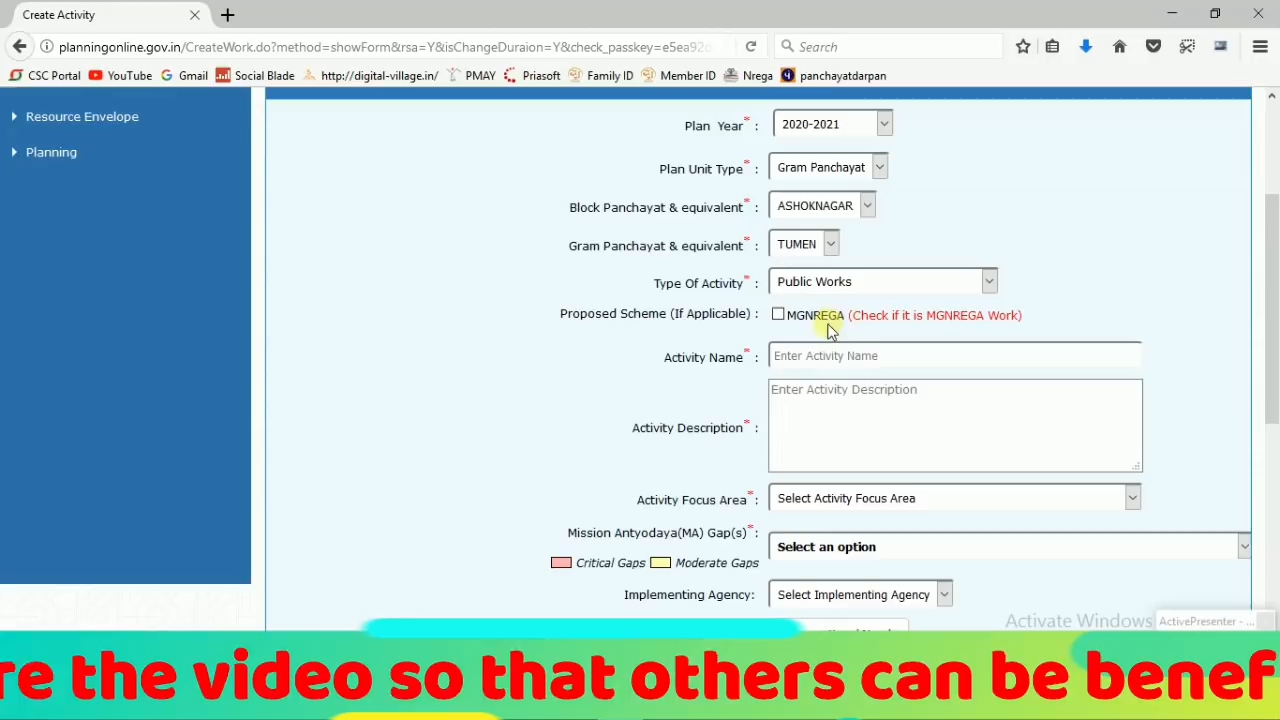 Create Activity
planningonline.gov.in/CreateWork.do?method=showForm&rsa=Y&isChangeDuraion=Y&check_passkey=e5ea92d
Search
CSC Portal YouTube Gmail Social Blade http://digital-village.in/ PMAY Priasoft Family ID Member ID Nrega panchayatdarpan
Resource Envelope
Planning
Plan Year* : 2020-2021
Plan Unit Type* : Gram Panchayat
Block Panchayat & equivalent* : ASHOKNAGAR
Gram Panchayat & equivalent* : TUMEN
Type Of Activity* : Public Works
Proposed Scheme (If Applicable) : MGNREGA (Check if it is MGNREGA Work)
Activity Name* : Enter Activity Name
Enter Activity Description
Activity Description* :
Activity Focus Area* : Select Activity Focus Area
Mission Antyodaya(MA) Gap(s)* :
Select an option
Critical Gaps Moderate Gaps
Implementing Agency: Select Implementing Agency
Activate Windows
ActivePresenter - ...
re the video so that others can be benef